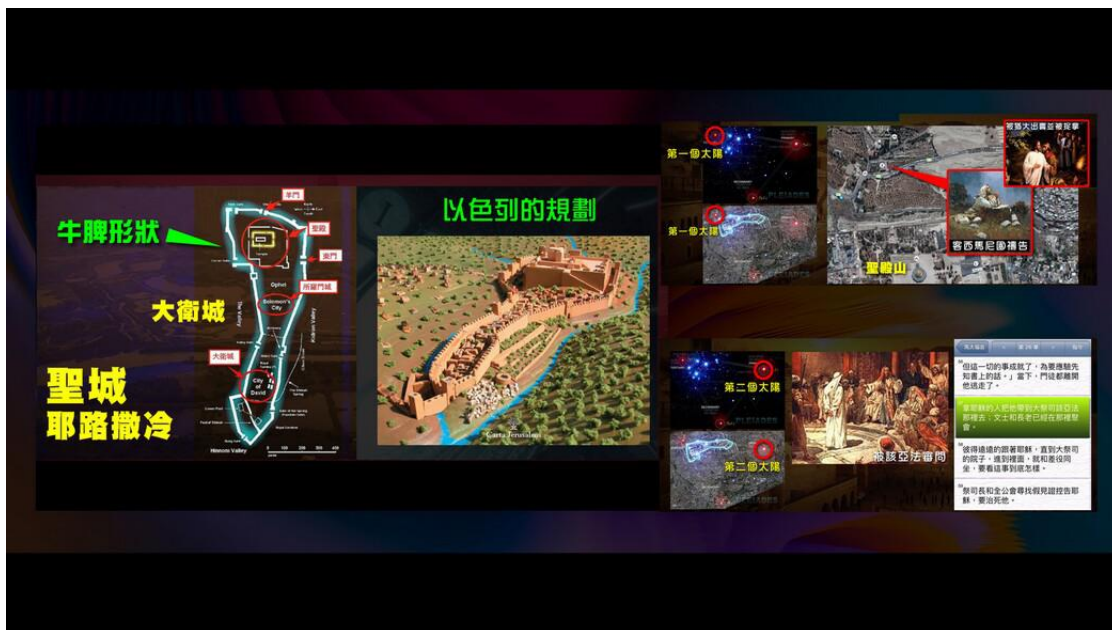 牛脾形狀
大衛城
聖城
耶路撒冷
羊門
聖殿
東門
Ophel
所羅門城
Solomon's
City
大衛城
City
of
David
Hinnom Valley
以色列的規劃
Carta Jerusalem
第一個太陽
PLEIADES
第一個太陽
PLEIADES
被猶大出賣並被捉拿
客西馬尼園禱告
聖殿山
第二個太陽
PLEIADES
第二個太陽
PLEIADES
被該亞法審問
但這一切的事成就了,為要應驗先
知書上的話。」當下,門徒都離開
他逃走了。
拿耶穌的人把他帶到大祭司該亞法
那裡去;文士和長老已經在那裡聚
會。
彼得遠遠的跟著耶穌,直到大祭司
的院子,進到裡面,就和差役同
坐,要看這事到底怎樣。
祭司長和全公會尋找假見證控告耶
穌,要治死他。